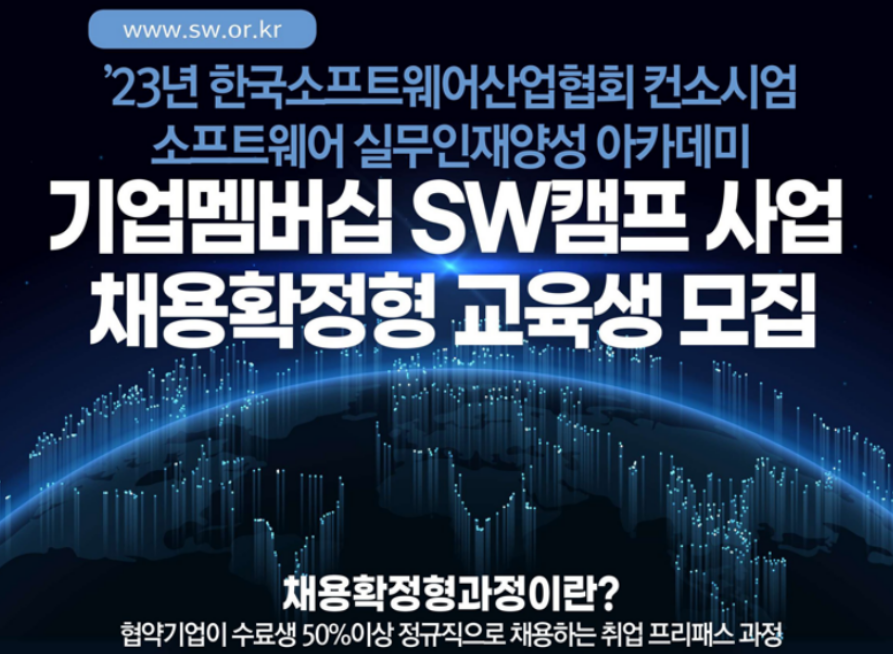 www.sw.or.kr
’23년 한국소프트웨어산업협회 컨소시엄
소프트웨어 실무인재양성 아카데미
기업멤버십 SW캠프 사업
채용확정형 교육생 모집
채용확정형과정이란?
협약기업이 수료생 50%이상 정규직으로 채용하는 취업 프리패스 과정